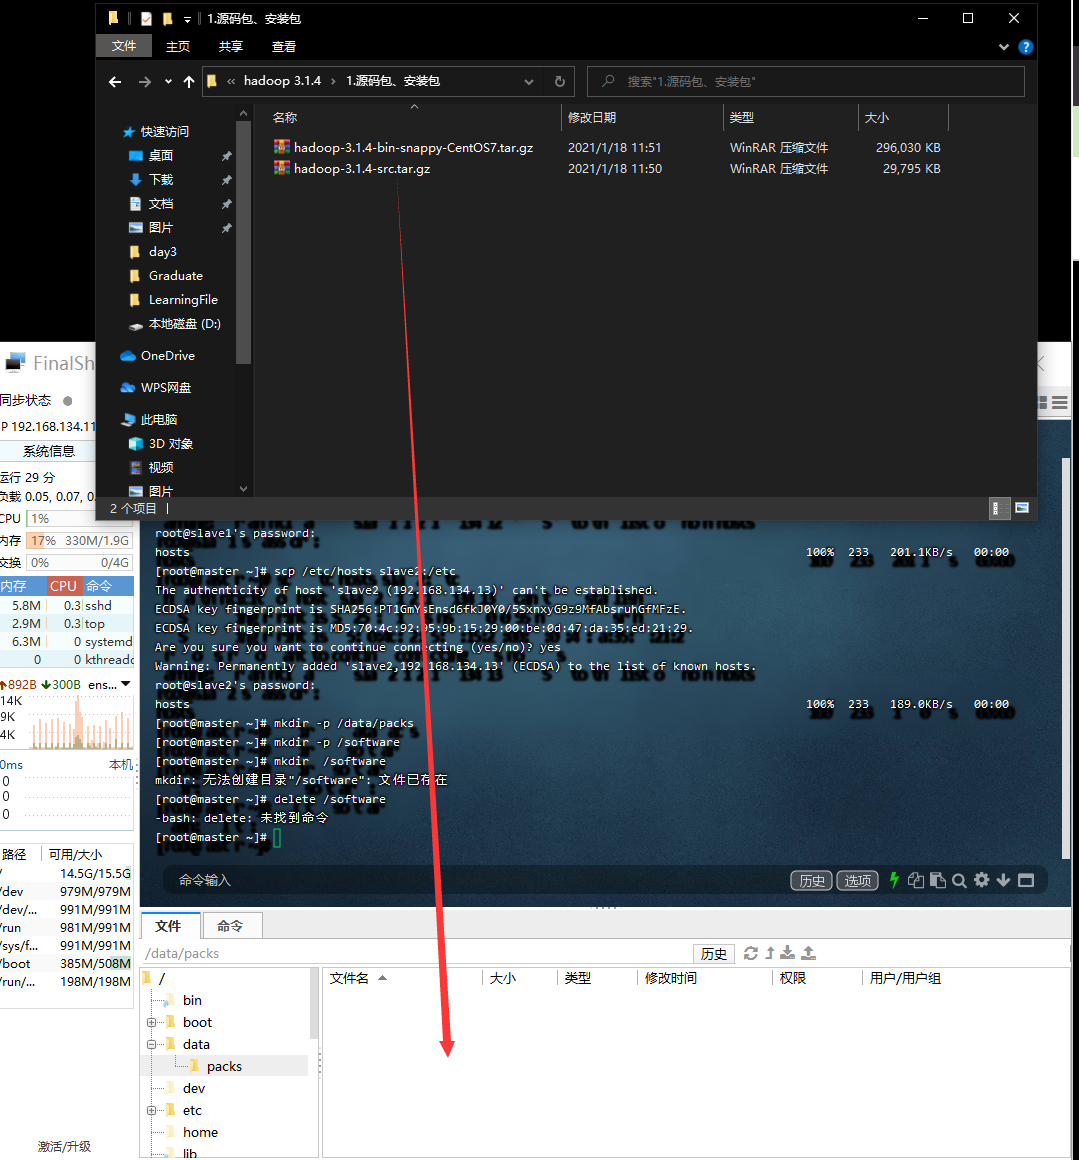 1.源码包、安装包
文件 主页 共享 查看
hadoop 3.1.4 › 1.源码包、安装包
搜索"1.源码包、安装包"
名称 修改日期 类型 大小
hadoop-3.1.4-bin-snappy-CentOS7.tar.gz 2021/1/18 11:51 WinRAR 压缩文件 296,030 KB
hadoop-3.1.4-src.tar.gz 2021/1/18 11:50 WinRAR 压缩文件 29,795 KB
快速访问
桌面
下载
文档
图片
day3
Graduate
LearningFile
本地磁盘 (D:)
OneDrive
WPS网盘
此电脑
3D 对象
视频
图片
2 个项目
FinalSh
同步状态
P 192.168.134.11
系统信息
运行 29 分
负载 0.05, 0.07, 0.
CPU 1%
内存 17% 330M/1.9G
交换 0% 0/4G
内存 CPU 命令
5.8M 0.3 sshd
2.9M 0.3 top
6.3M 0 systemd
0 0 kthread
892B 300B ens...
14K
9K
4K
0ms 本机
0
0
0
路径 可用/大小
/ 14.5G/15.5G
/dev 979M/979M
/dev/... 991M/991M
/run 981M/991M
/sys/f... 991M/991M
/boot 385M/508M
/run/... 198M/198M
激活/升级
root@slave1's password:
hosts 100% 233 201.1KB/s 00:00
[root@master ~]# scp /etc/hosts slave2:/etc
The authenticity of host 'slave2 (192.168.134.13)' can't be established.
ECDSA key fingerprint is SHA256:PT1GmYsEnsd6fkJ0Y0/5SxmxyG9z9MfAbsruhGfMFzE.
ECDSA key fingerprint is MD5:70:4c:92:95:9b:15:29:00:be:0d:47:da:35:ed:21:29.
Are you sure you want to continue connecting (yes/no)? yes
Warning: Permanently added 'slave2,192.168.134.13' (ECDSA) to the list of known hosts.
root@slave2's password:
hosts 100% 233 189.0KB/s 00:00
[root@master ~]# mkdir -p /data/packs
[root@master ~]# mkdir -p /software
[root@master ~]# mkdir  /software
mkdir: 无法创建目录"/software": 文件已存在
[root@master ~]# delete /software
-bash: delete: 未找到命令
[root@master ~]#
命令输入 历史 选项
文件 命令
/data/packs 历史
文件名 大小 类型 修改时间 权限 用户/用户组
/
bin
boot
data
packs
dev
etc
home
lib